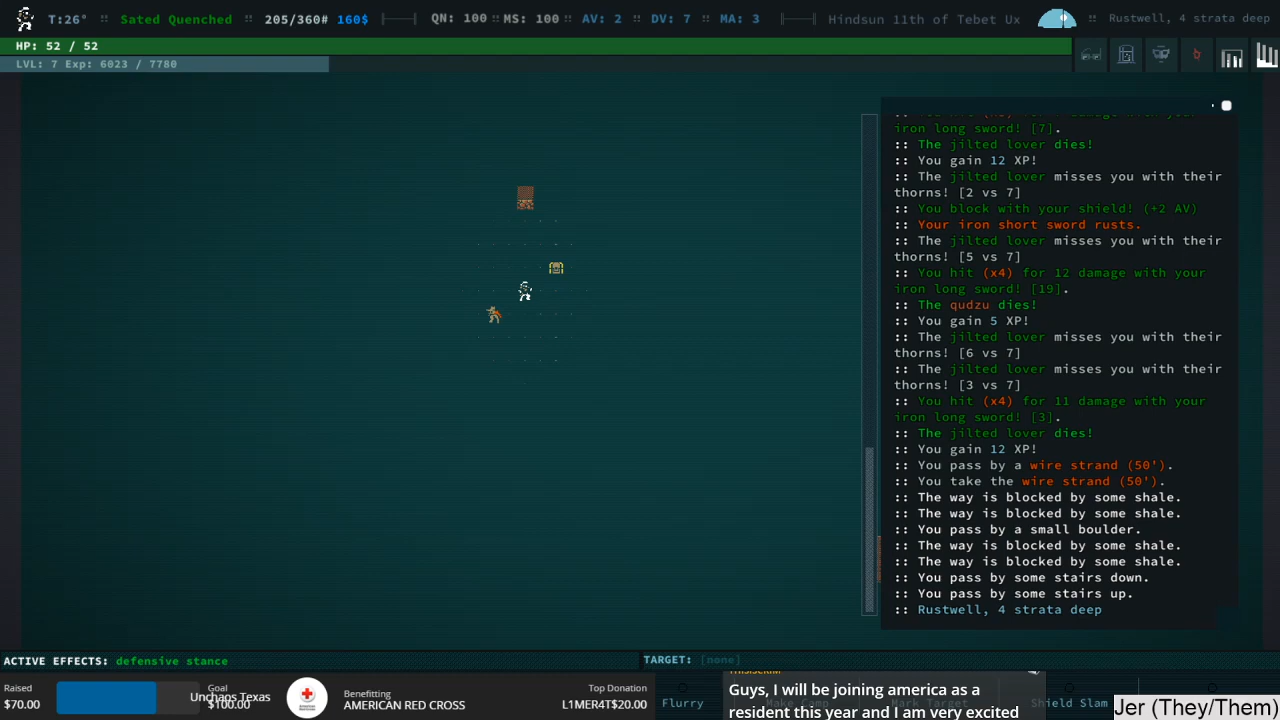 T:26° :: Sated Quenched :: 205/360# 160$ QN: 100 :: MS: 100 :: AV: 2 :: DV: 7 :: MA: 3 Hindsun 11th of Tebet Ux :: Rustwell, 4 strata deep
HP: 52 / 52
LVL: 7 Exp: 6023 / 7780
iron long sword! [7].
:: The jilted lover dies!
:: You gain 12 XP!
:: The jilted lover misses you with their
thorns! [2 vs 7]
:: You block with your shield! (+2 AV)
:: Your iron short sword rusts.
:: The jilted lover misses you with their
thorns! [5 vs 7]
:: You hit (x4) for 12 damage with your
iron long sword! [19].
:: The qudzu dies!
:: You gain 5 XP!
:: The jilted lover misses you with their
thorns! [6 vs 7]
:: The jilted lover misses you with their
thorns! [3 vs 7]
:: You hit (x4) for 11 damage with your
iron long sword! [3].
:: The jilted lover dies!
:: You gain 12 XP!
:: You pass by a wire strand (50').
:: You take the wire strand (50').
:: The way is blocked by some shale.
:: The way is blocked by some shale.
:: You pass by a small boulder.
:: The way is blocked by some shale.
:: The way is blocked by some shale.
:: You pass by some stairs down.
:: You pass by some stairs up.
:: Rustwell, 4 strata deep
ACTIVE EFFECTS: defensive stance
TARGET: [none]
Raised
$70.00
Goal
$100.00
Unchaos Texas
Benefitting
AMERICAN RED CROSS
Top Donation
L1MER4T$20.00
Flurry
Make Camp
Mark Target
Shield Slam
Guys, I will be joining america as a
resident this year and I am very excited
Jer (They/Them)